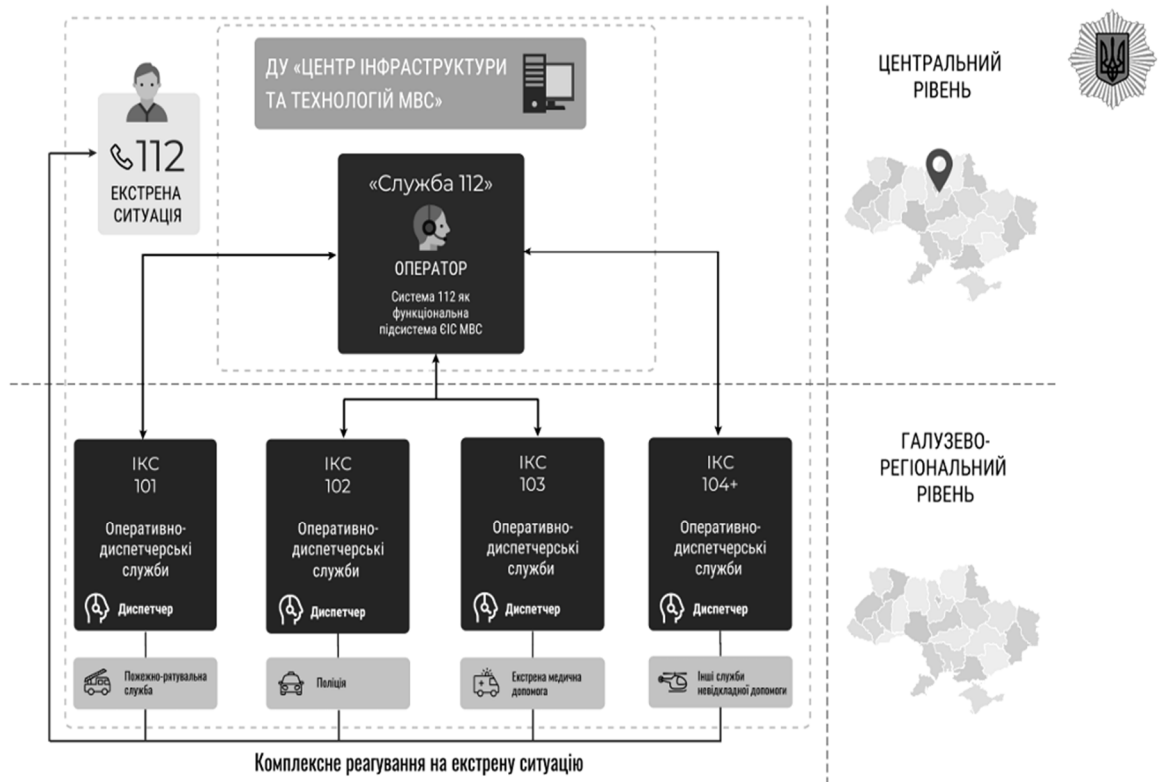 ДУ «ЦЕНТР ІНФРАСТРУКТУРИ
ТА ТЕХНОЛОГІЙ МВС»
ЦЕНТРАЛЬНИЙ
РІВЕНЬ
112
ЕКСТРЕНА
СИТУАЦІЯ
«Служба 112»
ОПЕРАТОР
Система 112 як
функціональна
підсистема ЄІС МВС
ІКС
101
Оперативно-
диспетчерські
служби
Диспетчер
ІКС
102
Оперативно-
диспетчерські
служби
Диспетчер
ІКС
103
Оперативно-
диспетчерські
служби
Диспетчер
ІКС
104+
Оперативно-
диспетчерські
служби
Диспетчер
ГАЛУЗЕВО-
РЕГІОНАЛЬНИЙ
РІВЕНЬ
Пожежно-рятувальна
служба
Поліція
Екстрена медична
допомога
Інші служби
невідкладної допомоги
Комплексне реагування на екстрену ситуацію